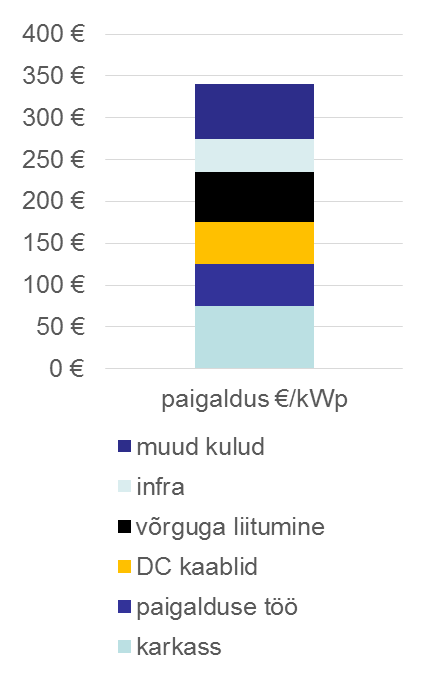 400 €
350 €
300 €
250 €
200 €
150 €
100 €
50 €
0 €
paigaldus €/kWp
muud kulud
infra
võrguga liitumine
DC kaablid
paigalduse töö
karkass